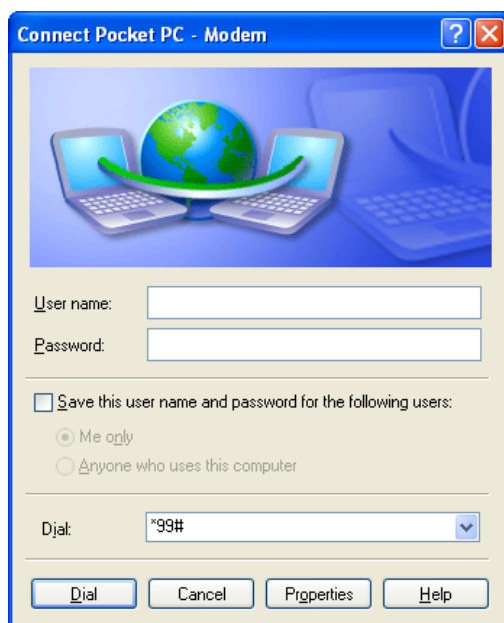 Connect Pocket PC - Modem
User name:
Password:
Save this user name and password for the following users:
Me only
Anyone who uses this computer
Dial: *99#
Dial Cancel Properties Help